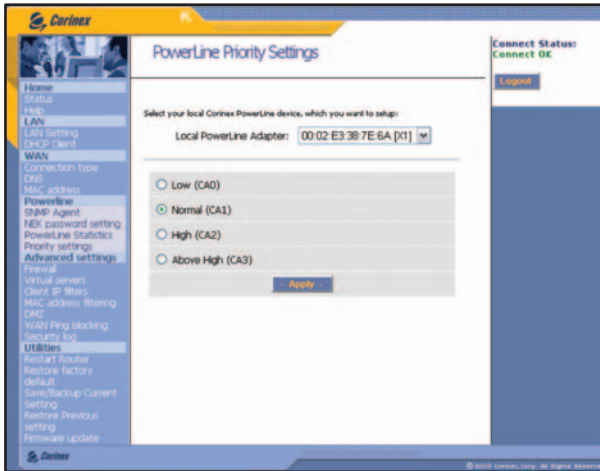 Corinex
PowerLine Priority Settings
Connect Status:
Connect OK
Logout
Home
Status
Help
LAN
LAN Setting
DHCP Client
WAN
Connection type
DNS
MAC address
Powerline
SNMP Agent
NEK password setting
PowerLine Statistics
Priority settings
Advanced settings
Firewall
Virtual servers
Client IP filters
MAC address filtering
DMZ
WAN Ping blocking
Security log
Utilities
Restart Router
Restore factory
default
Save/Backup Current
Setting
Restore Previous
setting
Firmware update
Select your local Corinex PowerLine device, which you want to setup:
Local PowerLine Adapter: 00:02:E3:38:7E:6A [X1]
Low (CA0)
Normal (CA1)
High (CA2)
Above High (CA3)
- Apply -
Corinex
© 2003 Corinex, Corp. All Rights Reserved